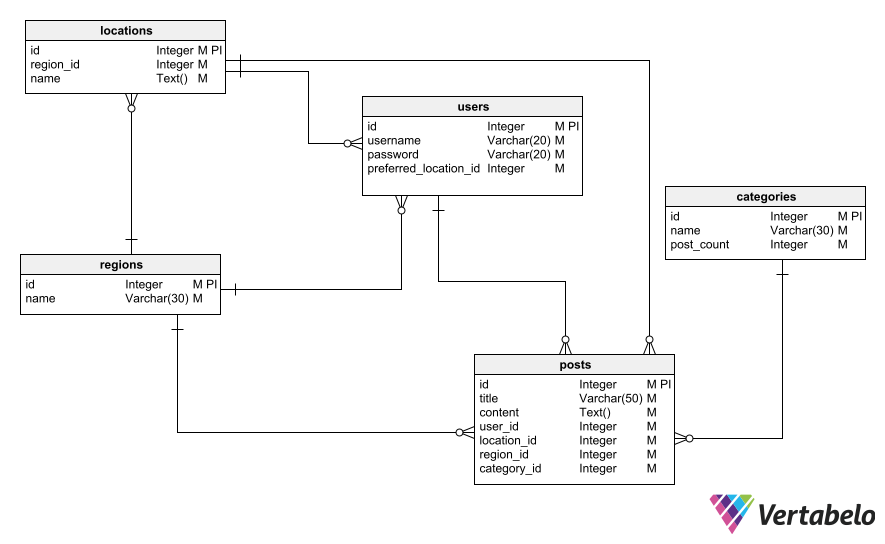 locations
id Integer M PI
region_id Integer M
name Text() M
users
id Integer M PI
username Varchar(20) M
password Varchar(20) M
preferred_location_id Integer M
categories
id Integer M PI
name Varchar(30) M
post_count Integer M
regions
id Integer M PI
name Varchar(30) M
posts
id Integer M PI
title Varchar(50) M
content Text() M
user_id Integer M
location_id Integer M
region_id Integer M
category_id Integer M
Vertabelo